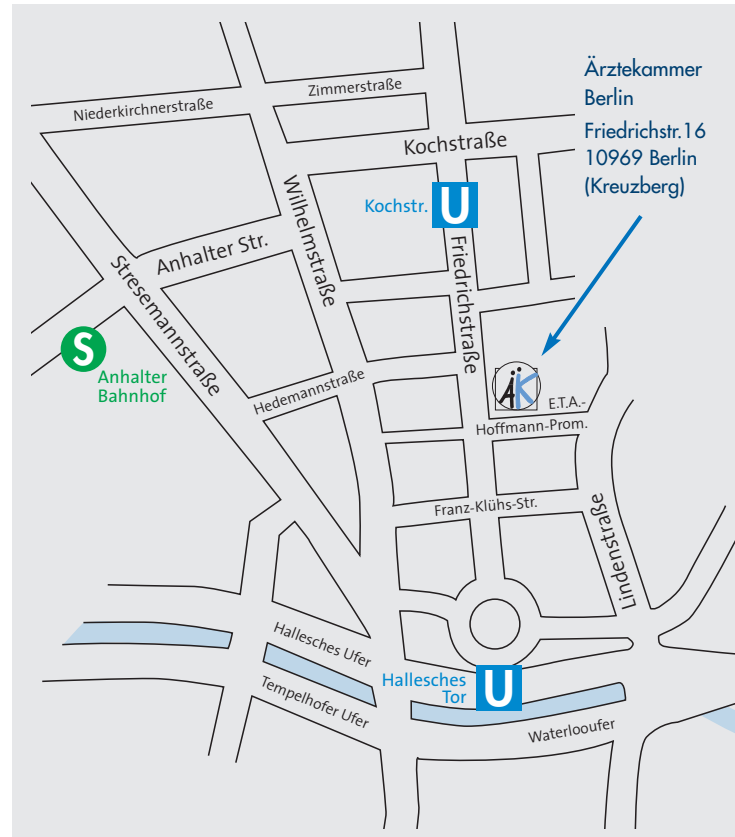 Ärztekammer
Berlin
Friedrichstr.16
10969 Berlin
(Kreuzberg)
Zimmerstraße
Niederkirchnerstraße
Kochstraße
Kochstr.
U
Wilhelmstraße
Friedrichstraße
Anhalter Str.
Stresemannstraße
S
Anhalter
Bahnhof
Hedemannstraße
ÄK
E.T.A.-
Hoffmann-Prom.
Franz-Klühs-Str.
Lindenstraße
Hallesches Ufer
Tempelhofer Ufer
Hallesches
Tor
U
Waterlooufer